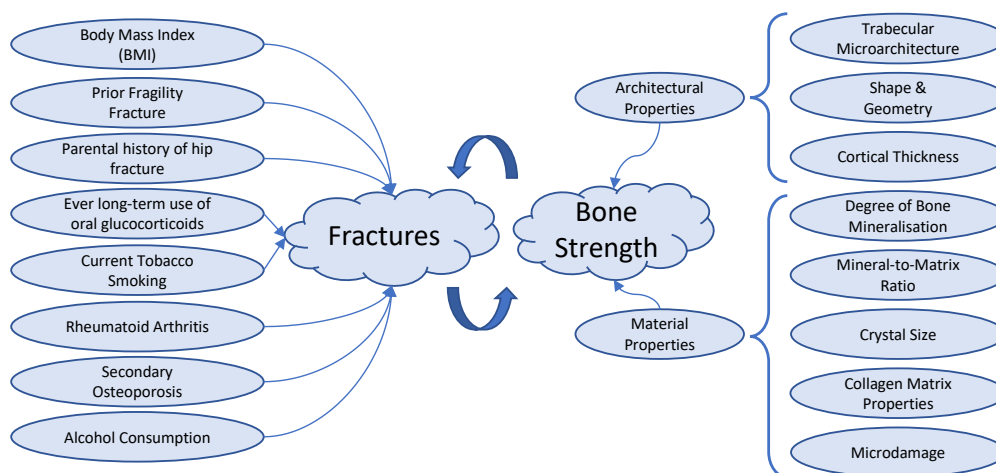 Body Mass Index
(BMI)
Prior Fragility
Fracture
Parental history of hip
fracture
Ever long-term use of
oral glucocorticoids
Current Tobacco
Smoking
Rheumatoid Arthritis
Secondary
Osteoporosis
Alcohol Consumption
Fractures
Bone
Strength
Architectural
Properties
Material
Properties
Trabecular
Microarchitecture
Shape &
Geometry
Cortical Thickness
Degree of Bone
Mineralisation
Mineral-to-Matrix
Ratio
Crystal Size
Collagen Matrix
Properties
Microdamage